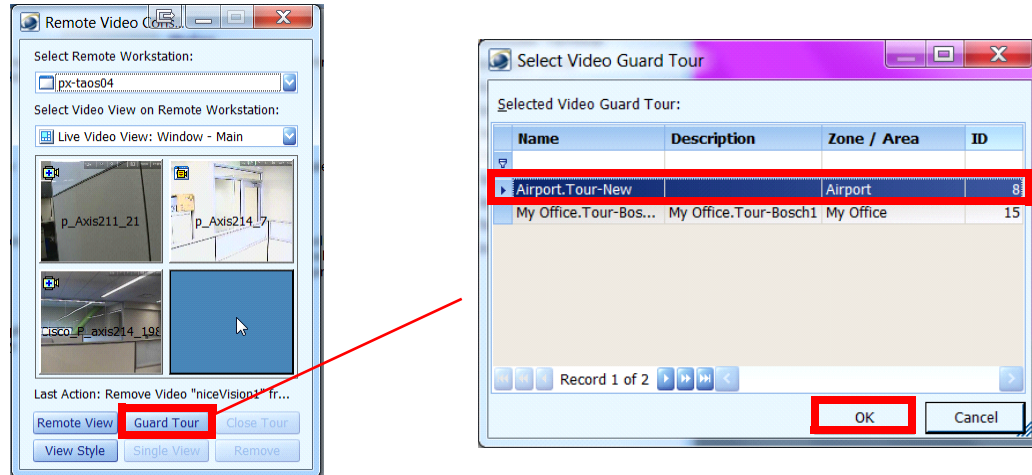 Remote Video Cons...
Select Remote Workstation:
px-taos04
Select Video View on Remote Workstation:
Live Video View: Window - Main
p_Axis211_21
p_Axis214_7
Cisco_P_axis214_198
Last Action: Remove Video "niceVision1" fr...
Remote View Guard Tour Close Tour
View Style Single View Remove
Select Video Guard Tour
Selected Video Guard Tour:
Name Description Zone / Area ID
Airport.Tour-New Airport 8
My Office.Tour-Bos... My Office.Tour-Bosch1 My Office 15
Record 1 of 2
OK Cancel